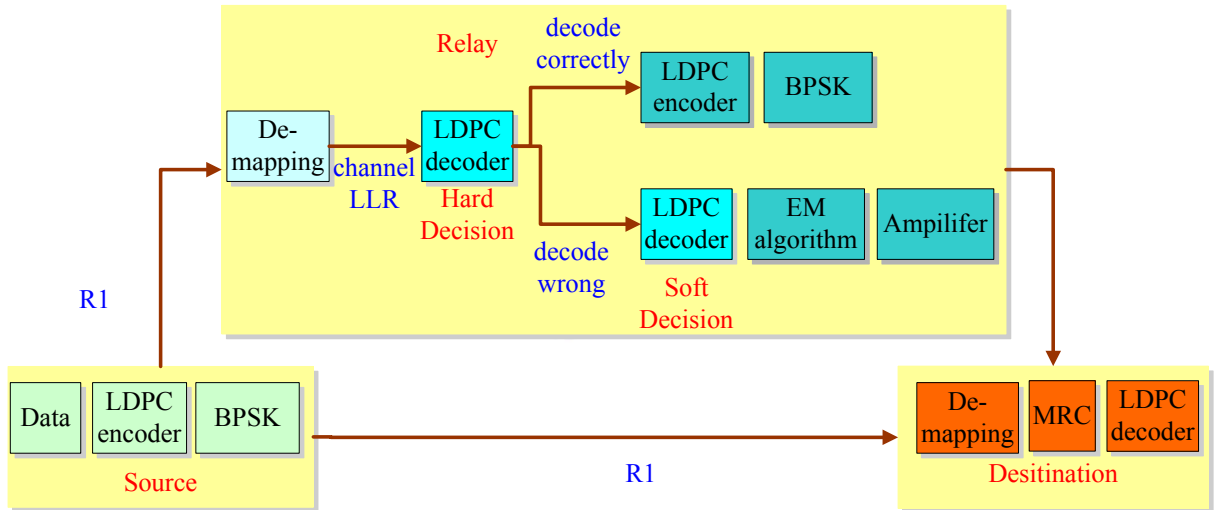 Relay
decode
correctly
LDPC
encoder
BPSK
De-
mapping
channel
LLR
LDPC
decoder
Hard
Decision
decode
wrong
LDPC
decoder
EM
algorithm
Ampilifer
Soft
Decision
R1
Data
LDPC
encoder
BPSK
Source
R1
De-
mapping
MRC
LDPC
decoder
Desitination